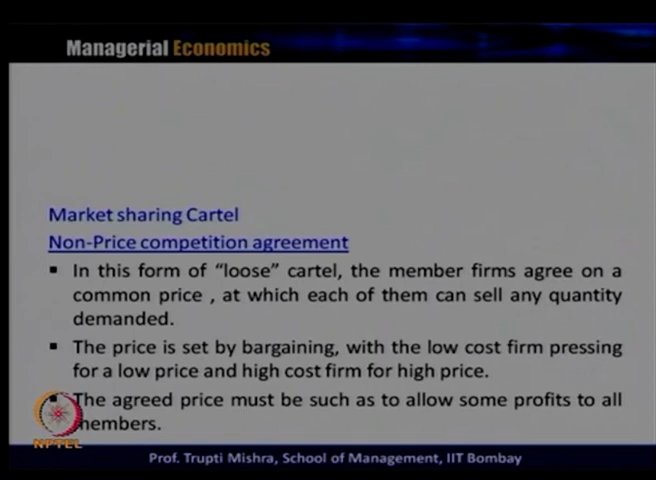 Managerial Economics
Market sharing Cartel
Non-Price competition agreement
▪ In this form of “loose” cartel, the member firms agree on a
common price , at which each of them can sell any quantity
demanded.
▪ The price is set by bargaining, with the low cost firm pressing
for a low price and high cost firm for high price.
▪ The agreed price must be such as to allow some profits to all
members.
NPTEL
Prof. Trupti Mishra, School of Management, IIT Bombay